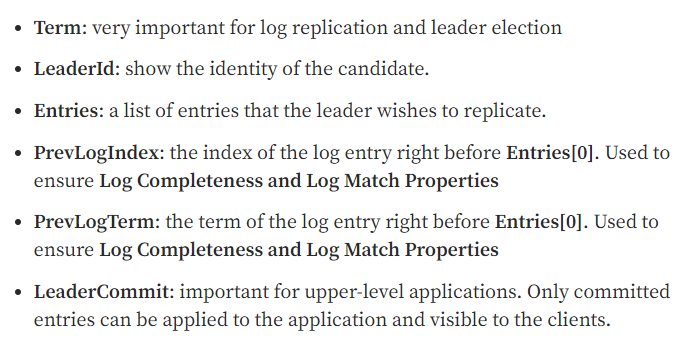 • Term: very important for log replication and leader election
• LeaderId: show the identity of the candidate.
• Entries: a list of entries that the leader wishes to replicate.
• PrevLogIndex: the index of the log entry right before Entries[0]. Used to
ensure Log Completeness and Log Match Properties
• PrevLogTerm: the term of the log entry right before Entries[0]. Used to
ensure Log Completeness and Log Match Properties
• LeaderCommit: important for upper-level applications. Only committed
entries can be applied to the application and visible to the clients.